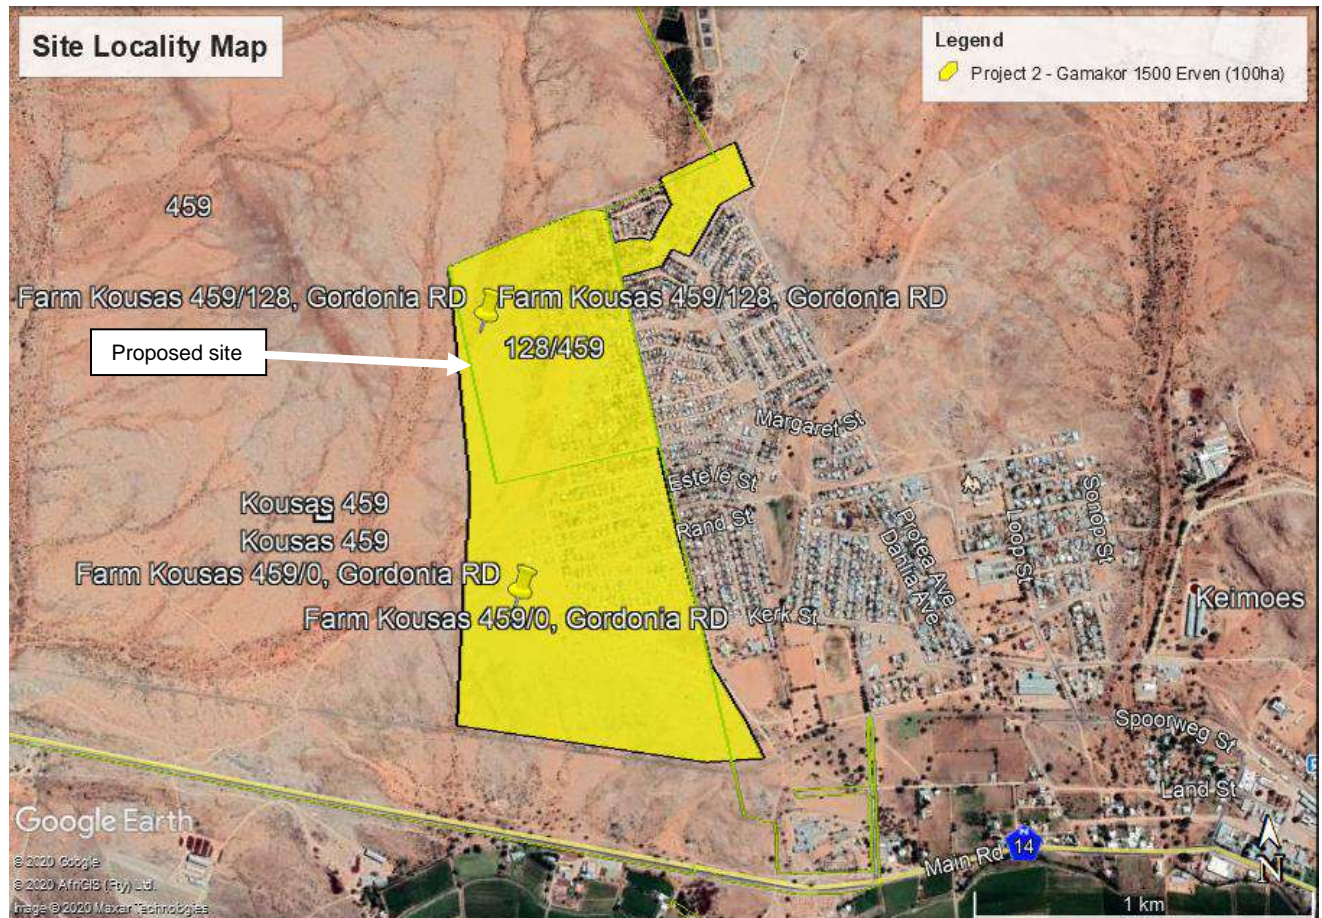 Site Locality Map
Legend
Project 2 - Gamakor 1500 Erven (100ha)
459
Farm Kousas 459/128, Gordonia RD
Farm Kousas 459/128, Gordonia RD
Proposed site
128/459
Margaret St
Estelle St
Kousas 459
Rand St
Protea Ave
Dahlia Ave
Loop St
Sonop St
Kousas 459
Farm Kousas 459/0, Gordonia RD
Farm Kousas 459/0, Gordonia RD
Kerk St
Keimoes
Spoorweg St
Land St
Google Earth
© 2020 Google
© 2020 AfriGIS (Pty) Ltd.
Image © 2020 Maxar Technologies
Main Rd
N
14
N
1 km